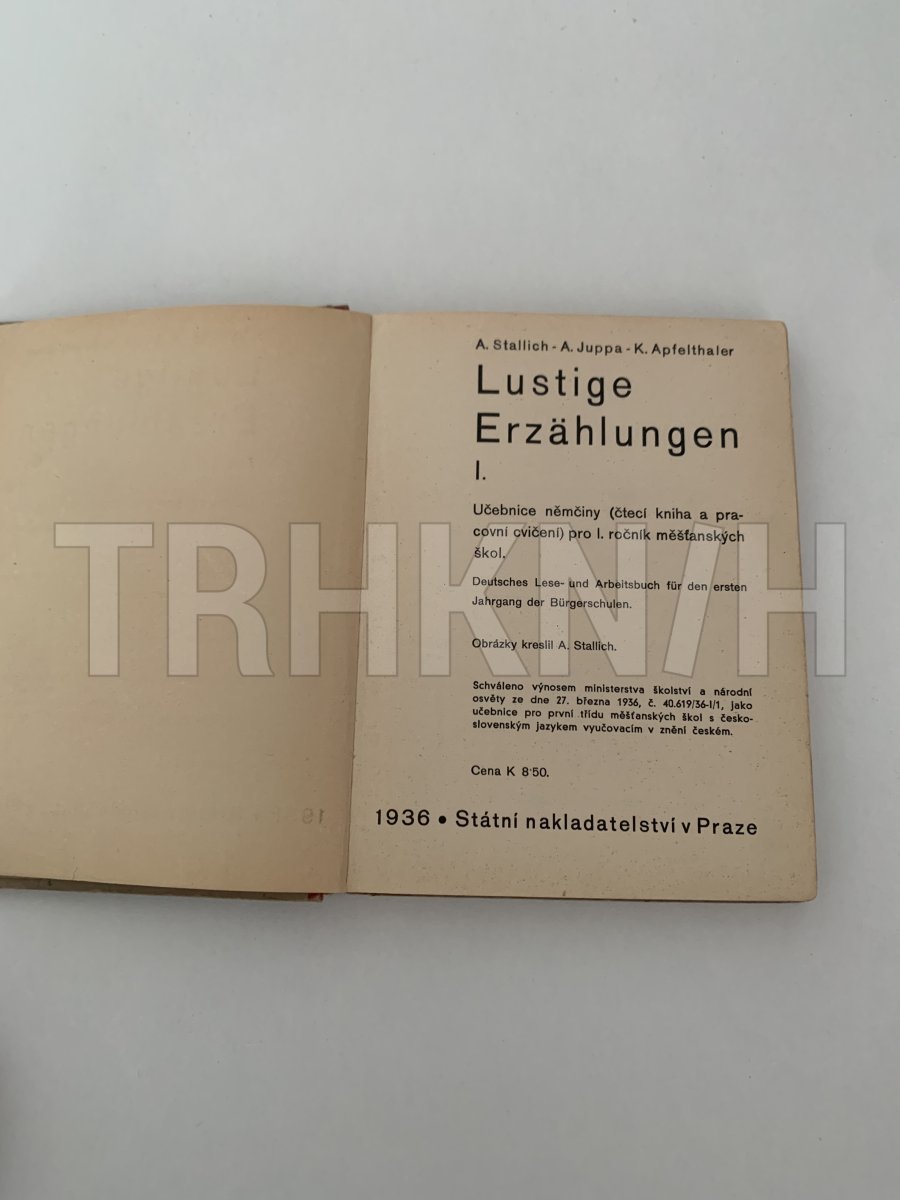 A. Stallich - A. Juppa - K. Apfelthaler
Lustige
Erzählungen
I.
Učebnice němčiny (čtecí kniha a pra-
covní cvičení) pro I. ročník měšťanských
škol.
Deutsches Lese- und Arbeitsbuch für den ersten
Jahrgang der Bürgerschulen.
Obrázky kreslil A. Stallich.
Schváleno výnosem ministerstva školství a národní
osvěty ze dne 27. března 1936, č. 40.619/36-I/1, jako
učebnice pro první třídu měšťanských škol s česko-
slovenským jazykem vyučovacím v znění českém.
Cena K 8·50.
1936 • Státní nakladatelství v Praze
TRHKN/H